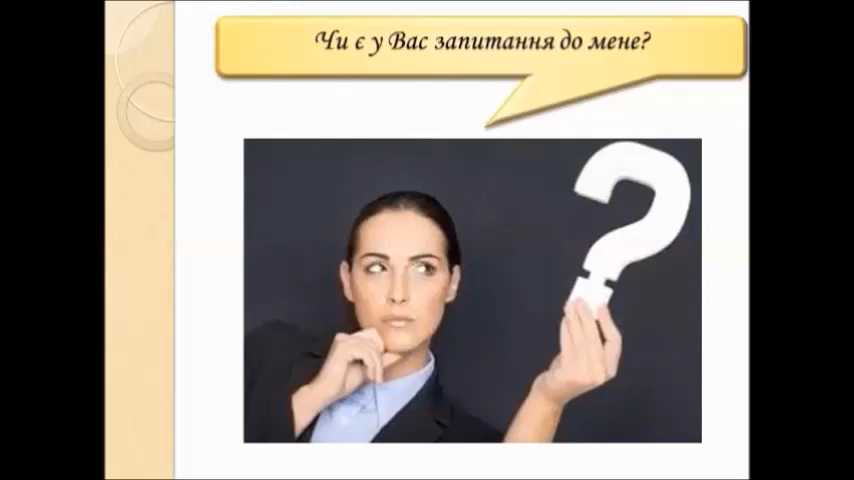 Чи є у Вас запитання до мене?